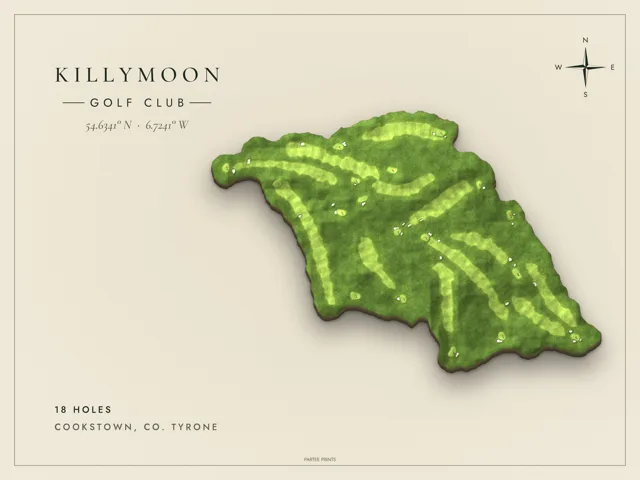 KILLYMOON
GOLF CLUB
54.6341° N · 6.7241° W
N
W E
S
18 HOLES
COOKSTOWN, CO. TYRONE
PARTEE PRINTS